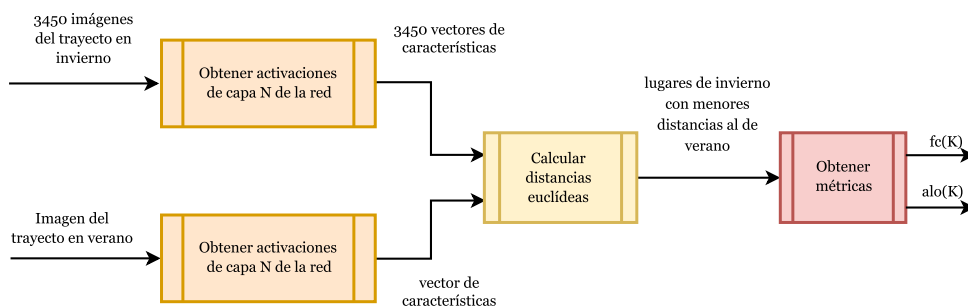 3450 imágenes
del trayecto en
invierno
Obtener activaciones
de capa N de la red
3450 vectores de
características
Imagen del
trayecto en verano
Obtener activaciones
de capa N de la red
vector de
características
Calcular
distancias
euclídeas
lugares de invierno
con menores
distancias al de
verano
Obtener
métricas
fc(K)
alo(K)